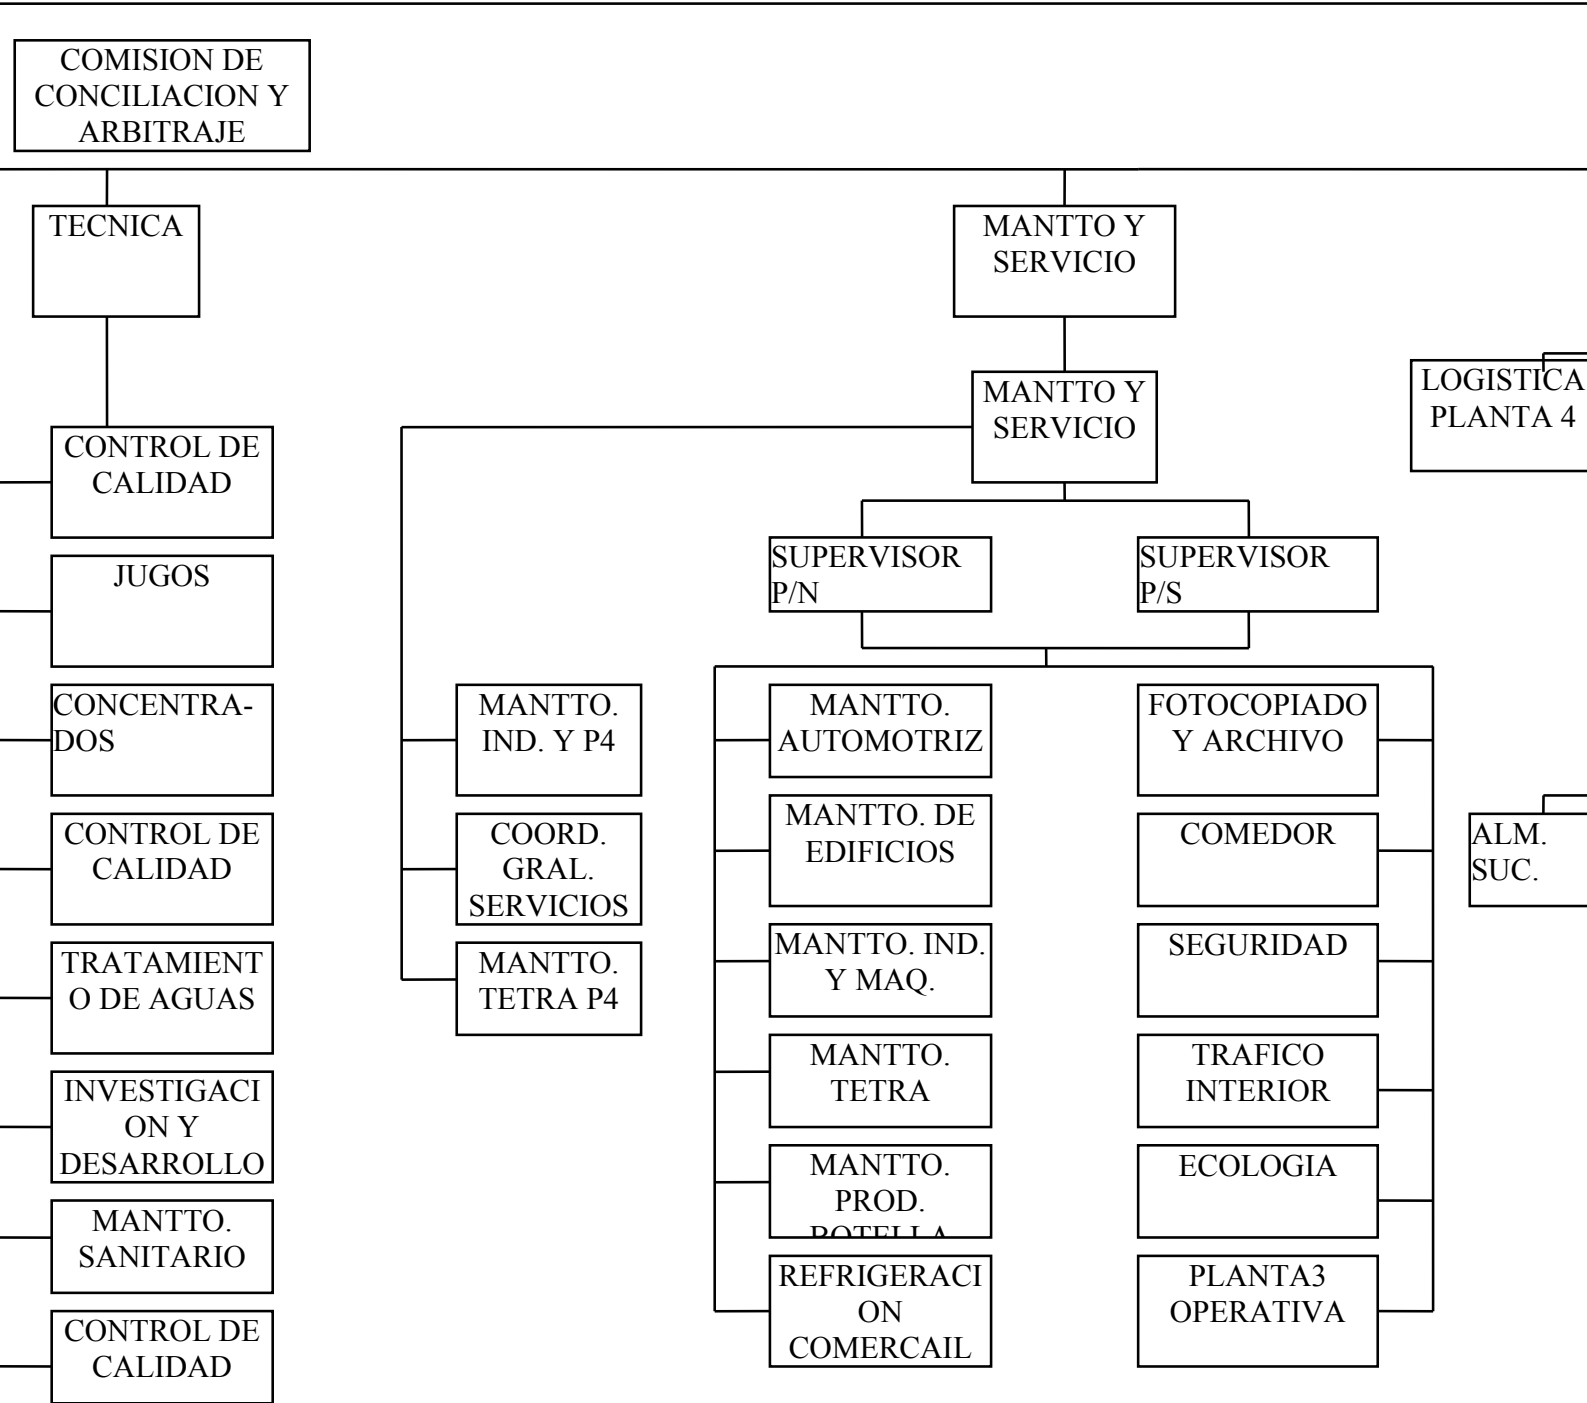 COMISION DE
CONCILIACION Y
ARBITRAJE
TECNICA
MANTTO Y
SERVICIO
MANTTO Y
SERVICIO
LOGISTICA
PLANTA 4
CONTROL DE
CALIDAD
SUPERVISOR
P/N
SUPERVISOR
P/S
JUGOS
CONCENTRA-
DOS
MANTTO.
IND. Y P4
MANTTO.
AUTOMOTRIZ
FOTOCOPIADO
Y ARCHIVO
CONTROL DE
CALIDAD
COORD.
GRAL.
SERVICIOS
MANTTO. DE
EDIFICIOS
COMEDOR
ALM.
SUC.
TRATAMIENT
O DE AGUAS
MANTTO.
TETRA P4
MANTTO. IND.
Y MAQ.
SEGURIDAD
INVESTIGACI
ON Y
DESARROLLO
MANTTO.
TETRA
TRAFICO
INTERIOR
MANTTO.
SANITARIO
MANTTO.
PROD.
BOTELLA
ECOLOGIA
CONTROL DE
CALIDAD
REFRIGERACI
ON
COMERCAIL
PLANTA3
OPERATIVA